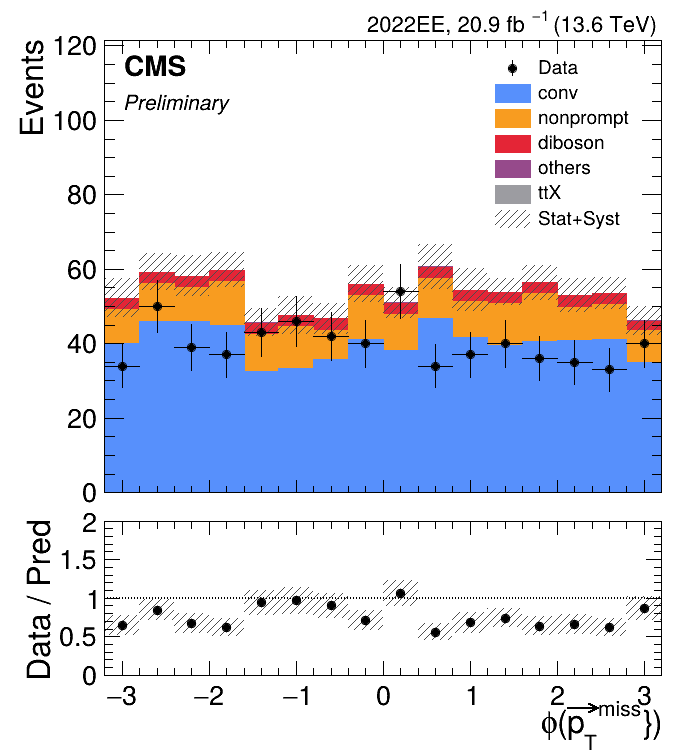 2022EE, 20.9 fb⁻¹ (13.6 TeV)
Events
120
100
80
60
40
20
0
CMS
Preliminary
Data
conv
nonprompt
diboson
others
ttX
Stat+Syst
Data / Pred
2
1.5
1
0.5
0
−3 −2 −1 0 1 2 3
ϕ(p⃗_T^miss})